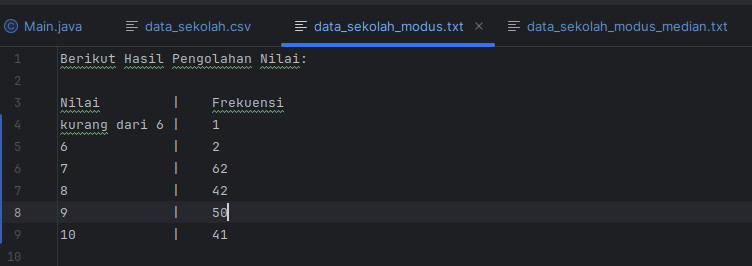 Main.java data_sekolah.csv data_sekolah_modus.txt × data_sekolah_modus_median.txt
1 Berikut Hasil Pengolahan Nilai:
2
3 Nilai | Frekuensi
4 kurang dari 6 | 1
5 6 | 2
6 7 | 62
7 8 | 42
8 9 | 50
9 10 | 41
10